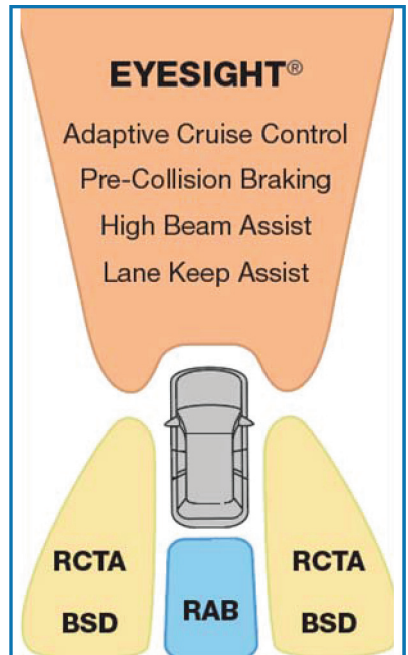 EYESIGHT®
Adaptive Cruise Control
Pre-Collision Braking
High Beam Assist
Lane Keep Assist
RCTA
RCTA
BSD
RAB
BSD